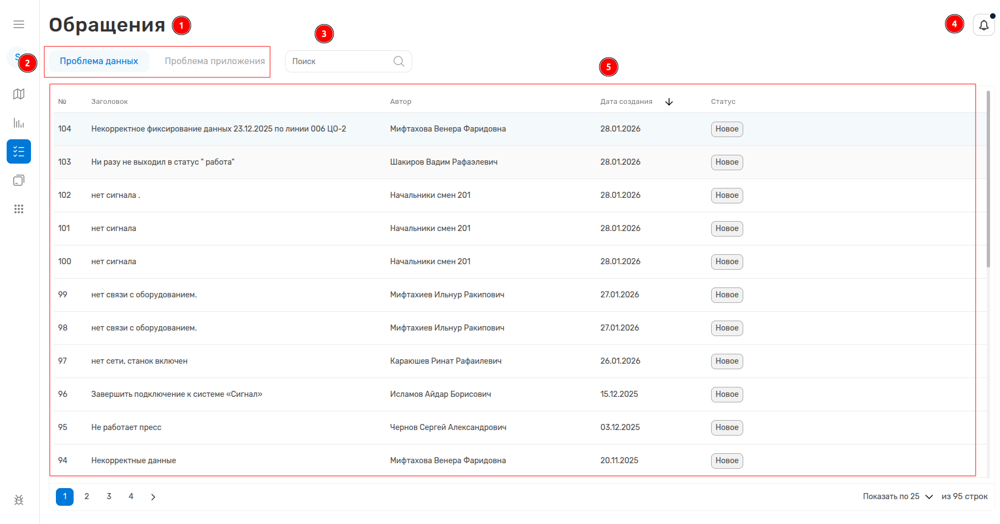 Обращения 1
3
4
S
2
Проблема данных Проблема приложения Поиск
5
№ Заголовок Автор Дата создания Статус
104 Некорректное фиксирование данных 23.12.2025 по линии 006 ЦО-2 Мифтахова Венера Фаридовна 28.01.2026 Новое
103 Ни разу не выходил в статус " работа" Шакиров Вадим Рафаэлевич 28.01.2026 Новое
102 нет сигнала . Начальники смен 201 28.01.2026 Новое
101 нет сигнала Начальники смен 201 28.01.2026 Новое
100 нет сигнала Начальники смен 201 28.01.2026 Новое
99 нет связи с оборудованием. Мифтахиев Ильнур Ракипович 27.01.2026 Новое
98 нет связи с оборудованием. Мифтахиев Ильнур Ракипович 27.01.2026 Новое
97 нет сети, станок включен Караюшев Ринат Рафаилевич 26.01.2026 Новое
96 Завершить подключение к системе «Сигнал» Исламов Айдар Борисович 15.12.2025 Новое
95 Не работает пресс Чернов Сергей Александрович 03.12.2025 Новое
94 Некорректные данные Мифтахова Венера Фаридовна 20.11.2025 Новое
1 2 3 4 Показать по 25 из 95 строк